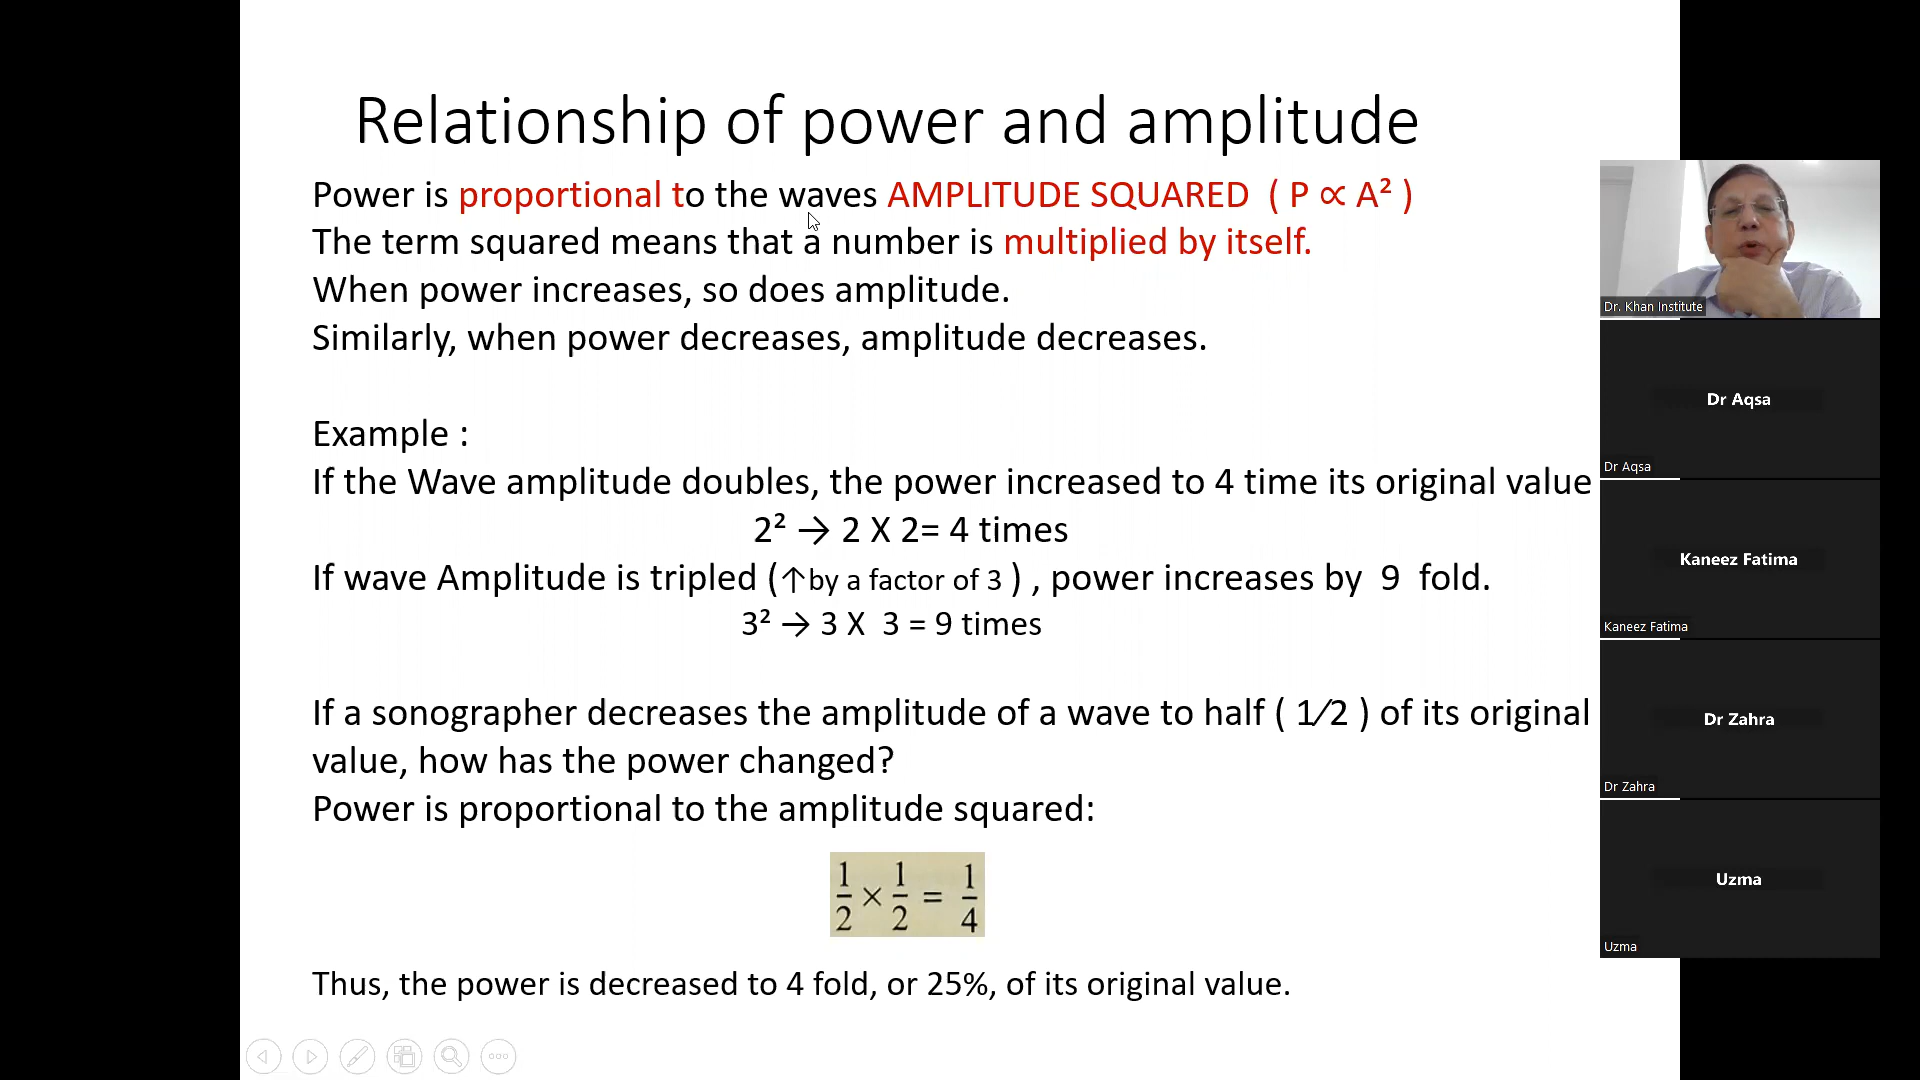 Relationship of power and amplitude
Power is proportional to the waves AMPLITUDE SQUARED ( P ∝ A² )
The term squared means that a number is multiplied by itself.
When power increases, so does amplitude.
Similarly, when power decreases, amplitude decreases.
Example :
If the Wave amplitude doubles, the power increased to 4 time its original value
2² → 2 X 2= 4 times
If wave Amplitude is tripled (↑by a factor of 3 ) , power increases by 9 fold.
3² → 3 X 3 = 9 times
If a sonographer decreases the amplitude of a wave to half ( 1/2 ) of its original
value, how has the power changed?
Power is proportional to the amplitude squared:
1/2 × 1/2 = 1/4
Thus, the power is decreased to 4 fold, or 25%, of its original value.
Dr. Khan Institute
Dr Aqsa
Dr Aqsa
Kaneez Fatima
Kaneez Fatima
Dr Zahra
Dr Zahra
Uzma
Uzma